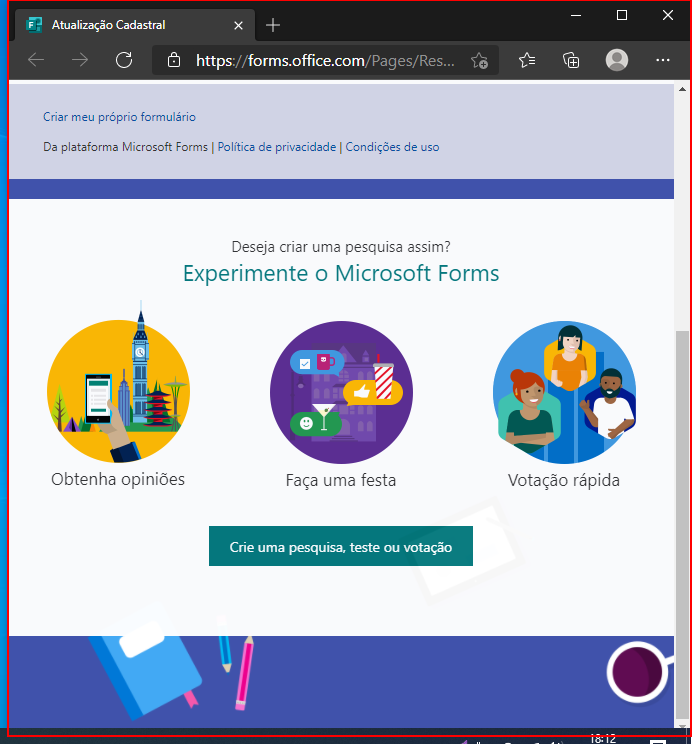 Atualização Cadastral
https://forms.office.com/Pages/Res...
Criar meu próprio formulário
Da plataforma Microsoft Forms | Política de privacidade | Condições de uso
Deseja criar uma pesquisa assim?
Experimente o Microsoft Forms
Obtenha opiniões
Faça uma festa
Votação rápida
Crie uma pesquisa, teste ou votação
18:12